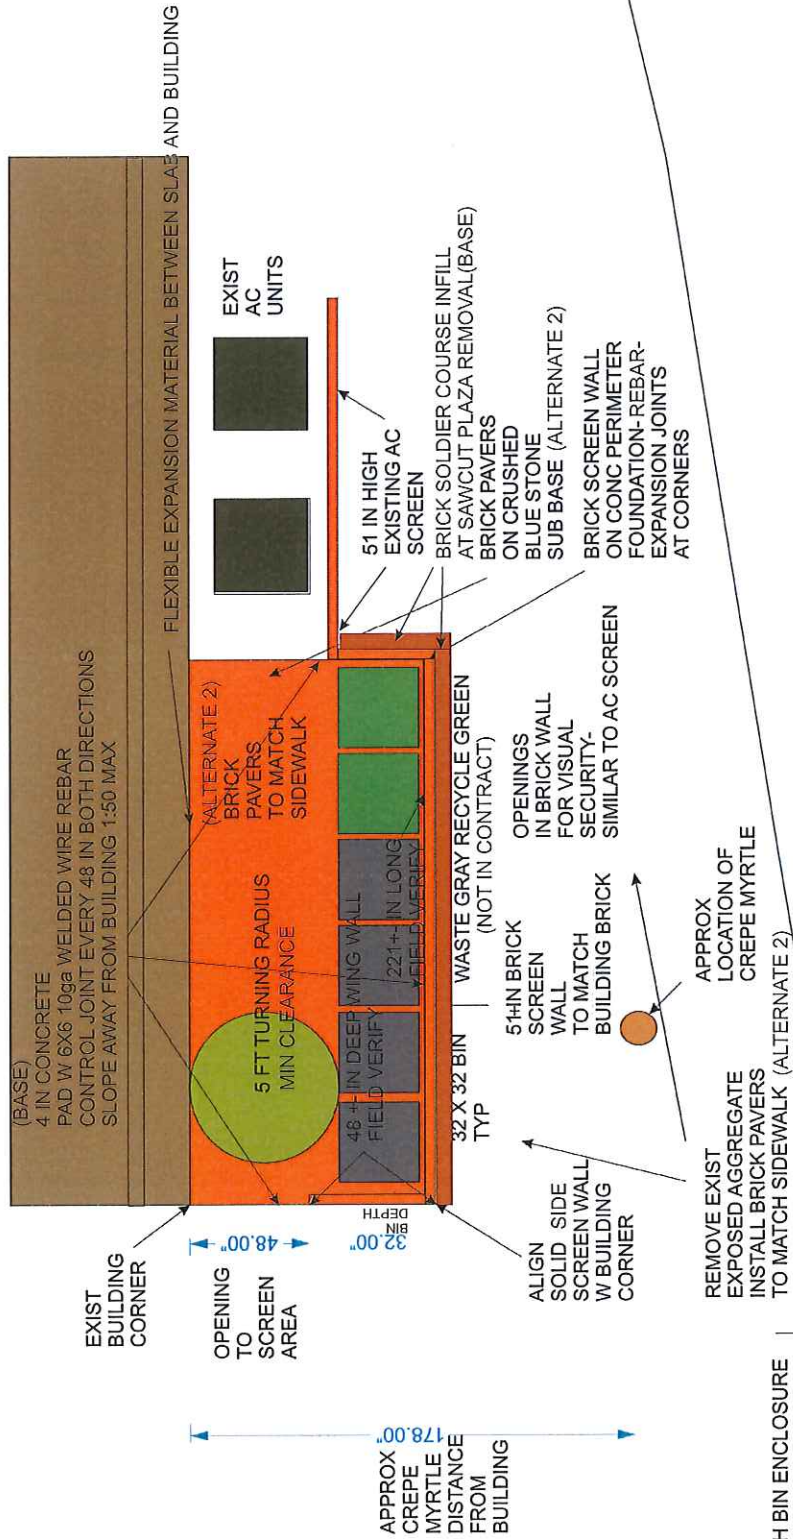 (BASE)
4 IN CONCRETE
PAD W 6X6 10ga WELDED WIRE REBAR
CONTROL JOINT EVERY 48 IN BOTH DIRECTIONS
SLOPE AWAY FROM BUILDING 1:50 MAX
FLEXIBLE EXPANSION MATERIAL BETWEEN SLAB AND BUILDING
EXIST
BUILDING
CORNER
OPENING
TO
SCREEN
AREA
48.00"
32.00"
BIN
DEPTH
178.00"
APPROX
CREPE
MYRTLE
DISTANCE
FROM
BUILDING
5 FT TURNING RADIUS
MIN CLEARANCE
(ALTERNATE 2)
BRICK
PAVERS
TO MATCH
SIDEWALK
EXIST
AC
UNITS
48 +- IN DEEP WING WALL
FIELD VERIFY
221+- IN LONG
FIELD VERIFY
51 IN HIGH
EXISTING AC
SCREEN
BRICK SOLDIER COURSE INFILL
AT SAWCUT PLAZA REMOVAL(BASE)
BRICK PAVERS
ON CRUSHED
BLUE STONE
SUB BASE (ALTERNATE 2)
BRICK SCREEN WALL
ON CONC PERIMETER
FOUNDATION-REBAR-
EXPANSION JOINTS
AT CORNERS
32 X 32 BIN
TYP
WASTE GRAY RECYCLE GREEN
(NOT IN CONTRACT)
ALIGN
SOLID SIDE
SCREEN WALL
W BUILDING
CORNER
BRICK
SCREEN
WALL
TO MATCH
BUILDING BRICK
OPENINGS
IN BRICK WALL
FOR VISUAL
SECURITY-
SIMILAR TO AC SCREEN
APPROX
LOCATION OF
CREPE MYRTLE
REMOVE EXIST
EXPOSED AGGREGATE
INSTALL BRICK PAVERS
TO MATCH SIDEWALK (ALTERNATE 2)
BIN ENCLOSURE